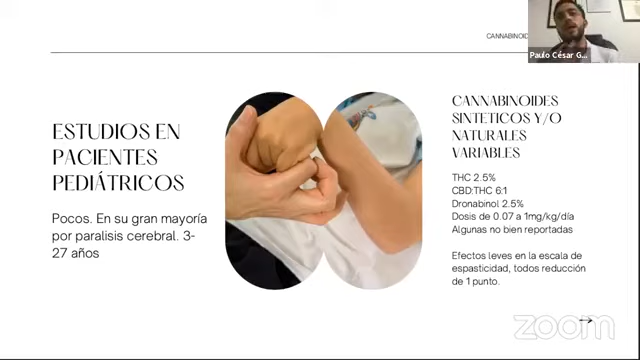 CANNABINOID
Paulo César G...
ESTUDIOS EN
PACIENTES
PEDIÁTRICOS
Pocos. En su gran mayoría
por paralisis cerebral. 3-
27 años
CANNABINOIDES
SINTETICOS Y/O
NATURALES
VARIABLES
THC 2.5%
CBD:THC 6:1
Dronabinol 2.5%
Dosis de 0.07 a 1mg/kg/día
Algunas no bien reportadas
Efectos leves en la escala de
espasticidad, todos reducción
de 1 punto.
zoom